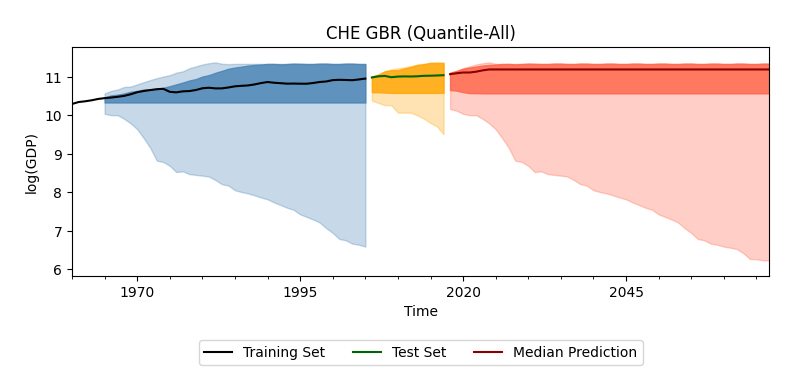 CHE GBR (Quantile-All)
log(GDP)
11
10
9
8
7
6
1970 1995 2020 2045
Time
Training Set Test Set Median Prediction